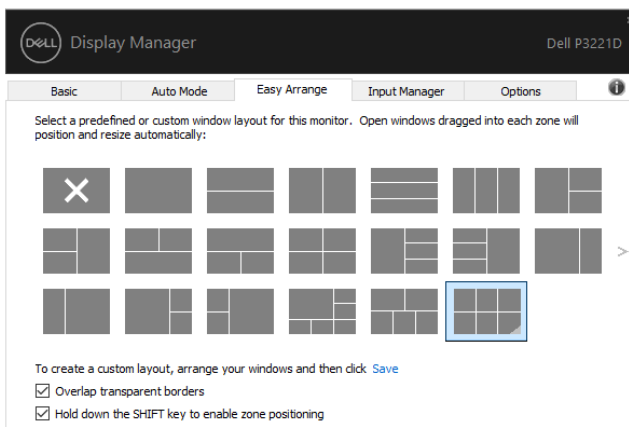 DELL Display Manager
Dell P3221D
Basic Auto Mode Easy Arrange Input Manager Options
Select a predefined or custom window layout for this monitor. Open windows dragged into each zone will
position and resize automatically:
To create a custom layout, arrange your windows and then click Save
Overlap transparent borders
Hold down the SHIFT key to enable zone positioning